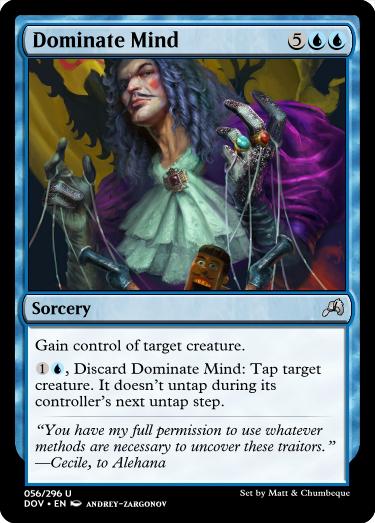 Dominate Mind 5
Sorcery
Gain control of target creature.
1, Discard Dominate Mind: Tap target
creature. It doesn't untap during its
controller's next untap step.
“You have my full permission to use whatever
methods are necessary to uncover these traitors.”
—Cecile, to Alehana
056/296 U
DOV • EN ANDREY-ZARGONOV
Set by Matt & Chumbeque